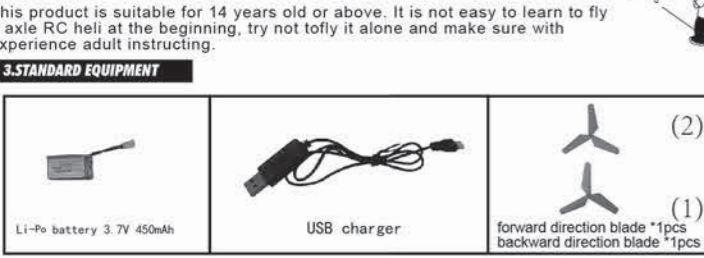 his product is suitable for 14 years old or above. It is not easy to learn to fly
axle RC heli at the beginning, try not tofly it alone and make sure with
xperience adult instructing.
3.STANDARD EQUIPMENT
Li-Po battery 3.7V 450mAh
USB charger
(2)
(1)
forward direction blade *1pcs
backward direction blade *1pcs